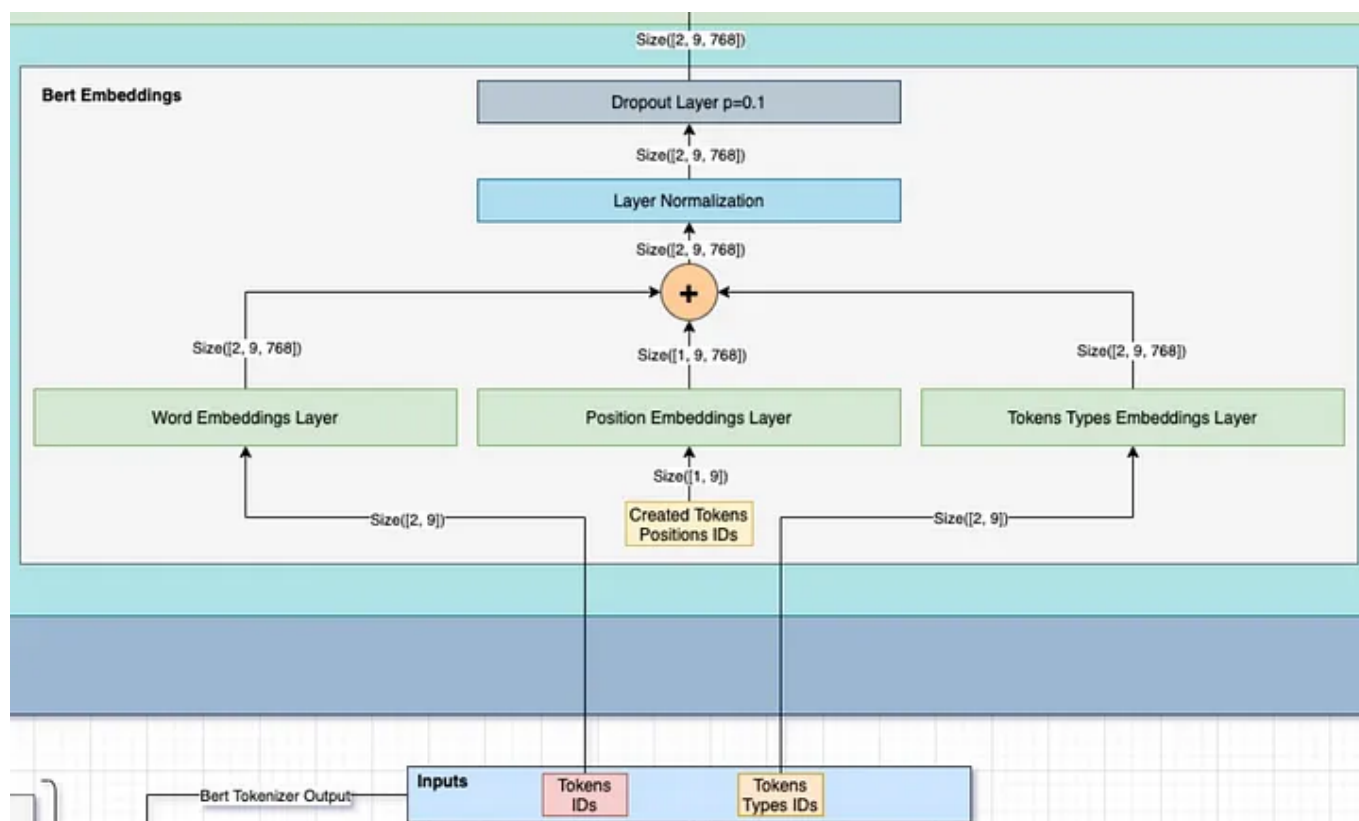 Size([2, 9, 768])
Bert Embeddings
Dropout Layer p=0.1
Size([2, 9, 768])
Layer Normalization
Size([2, 9, 768])
+
Size([2, 9, 768])
Size([1, 9, 768])
Size([2, 9, 768])
Word Embeddings Layer
Position Embeddings Layer
Tokens Types Embeddings Layer
Size([1, 9])
Size([2, 9])
Created Tokens
Positions IDs
Size([2, 9])
Inputs
Tokens
IDs
Tokens
Types IDs
Bert Tokenizer Output